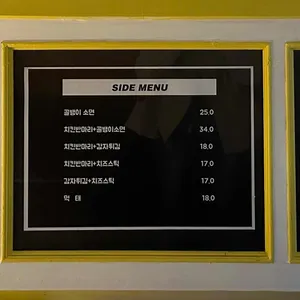 SIDE MENU
골뱅이 소면 25.0
치킨반마리+골뱅이소면 34.0
치킨반마리+감자튀김 18.0
치킨반마리+치즈스틱 17.0
감자튀김+치즈스틱 17.0
먹 태 18.0